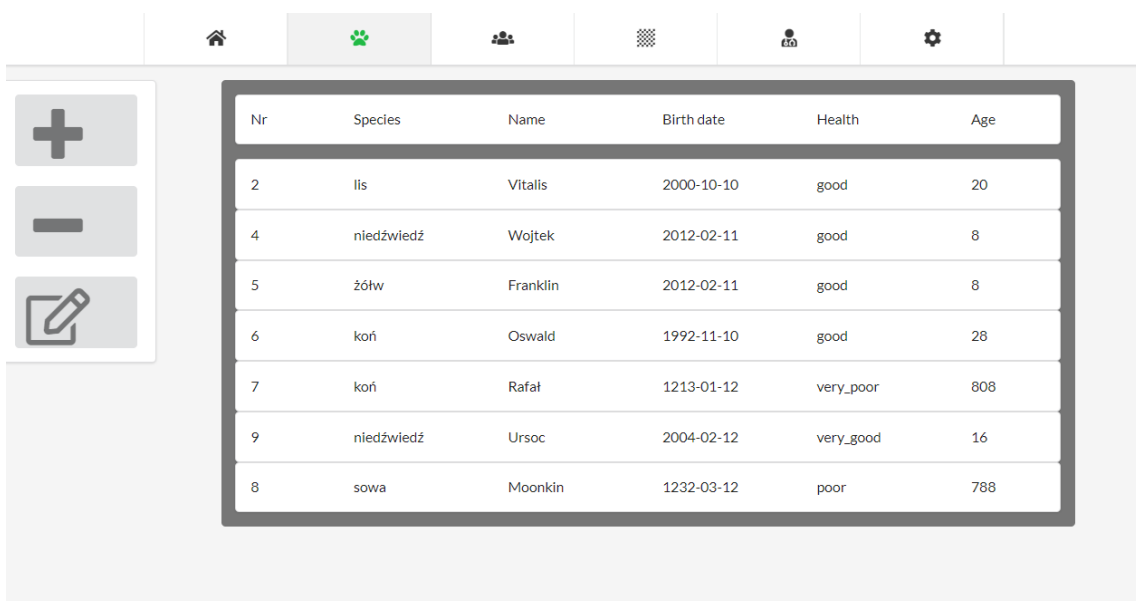 Nr Species Name Birth date Health Age
2 lis Vitalis 2000-10-10 good 20
4 niedźwiedź Wojtek 2012-02-11 good 8
5 żółw Franklin 2012-02-11 good 8
6 koń Oswald 1992-11-10 good 28
7 koń Rafał 1213-01-12 very_poor 808
9 niedźwiedź Ursoc 2004-02-12 very_good 16
8 sowa Moonkin 1232-03-12 poor 788